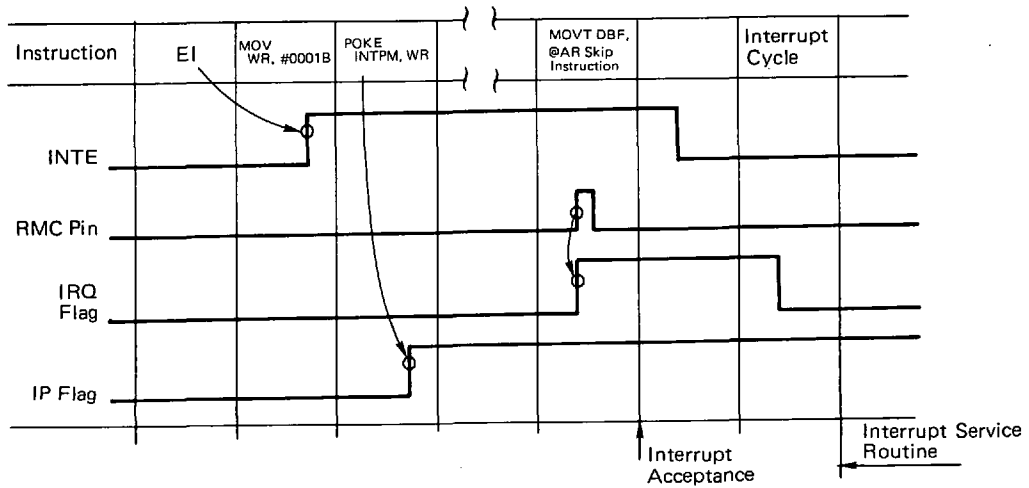 Instruction
EI
MOV
WR, #0001B
POKE
INTPM, WR
MOVT DBF,
@AR Skip
Instruction
Interrupt
Cycle
INTE
RMC Pin
IRQ
Flag
IP Flag
Interrupt
Acceptance
Interrupt Service
Routine